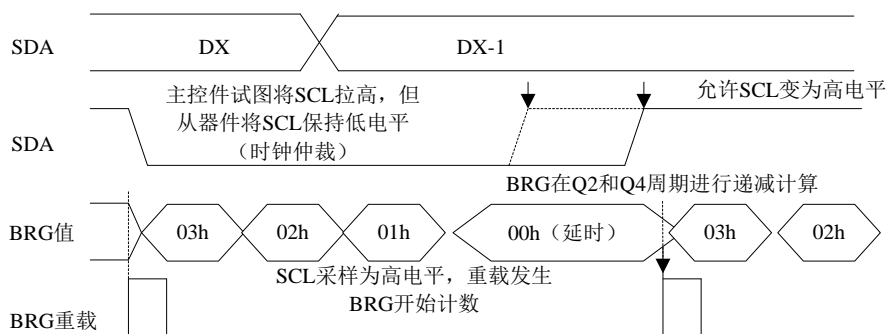 SDA
DX
DX-1
主控件试图将SCL拉高，但
从器件将SCL保持低电平
（时钟仲裁）
允许SCL变为高电平
SDA
BRG在Q2和Q4周期进行递减计算
BRG值
03h
02h
01h
00h（延时）
03h
02h
SCL采样为高电平，重载发生
BRG开始计数
BRG重载